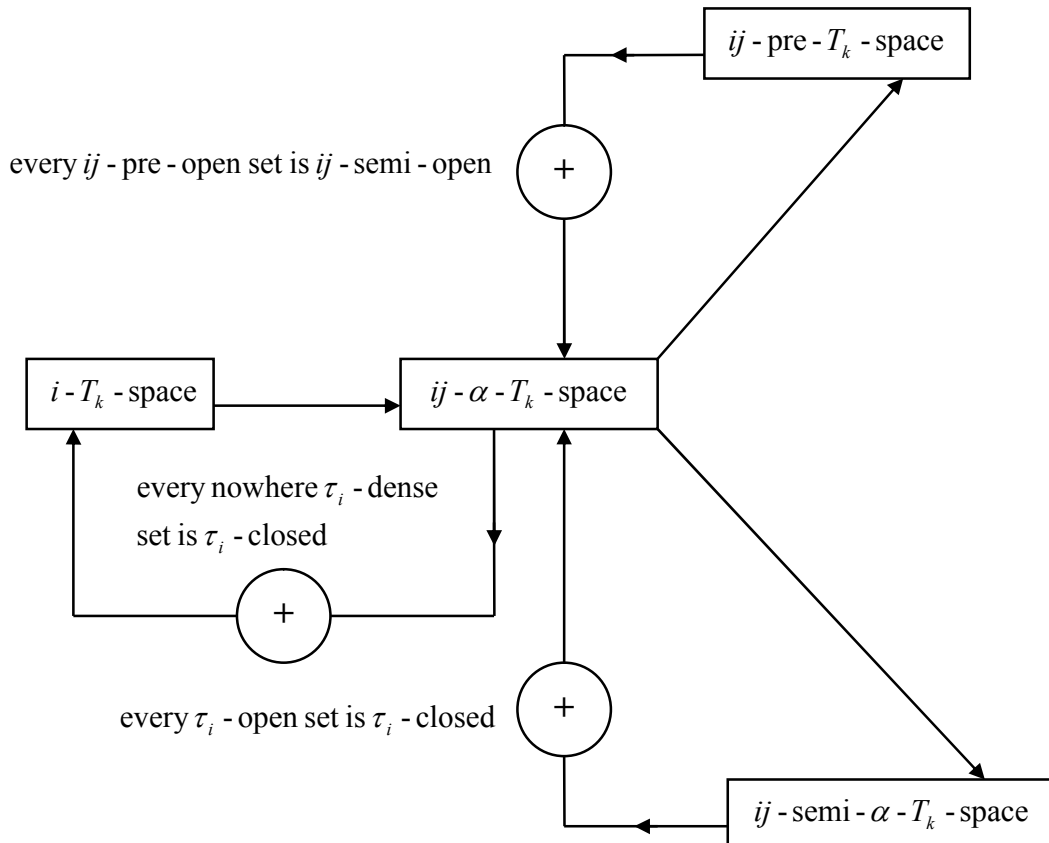 ij - pre - T_k - space
every ij - pre - open set is ij - semi - open
+
i - T_k - space
ij - α - T_k - space
every nowhere τ_i - dense
set is τ_i - closed
+
+
every τ_i - open set is τ_i - closed
ij - semi - α - T_k - space